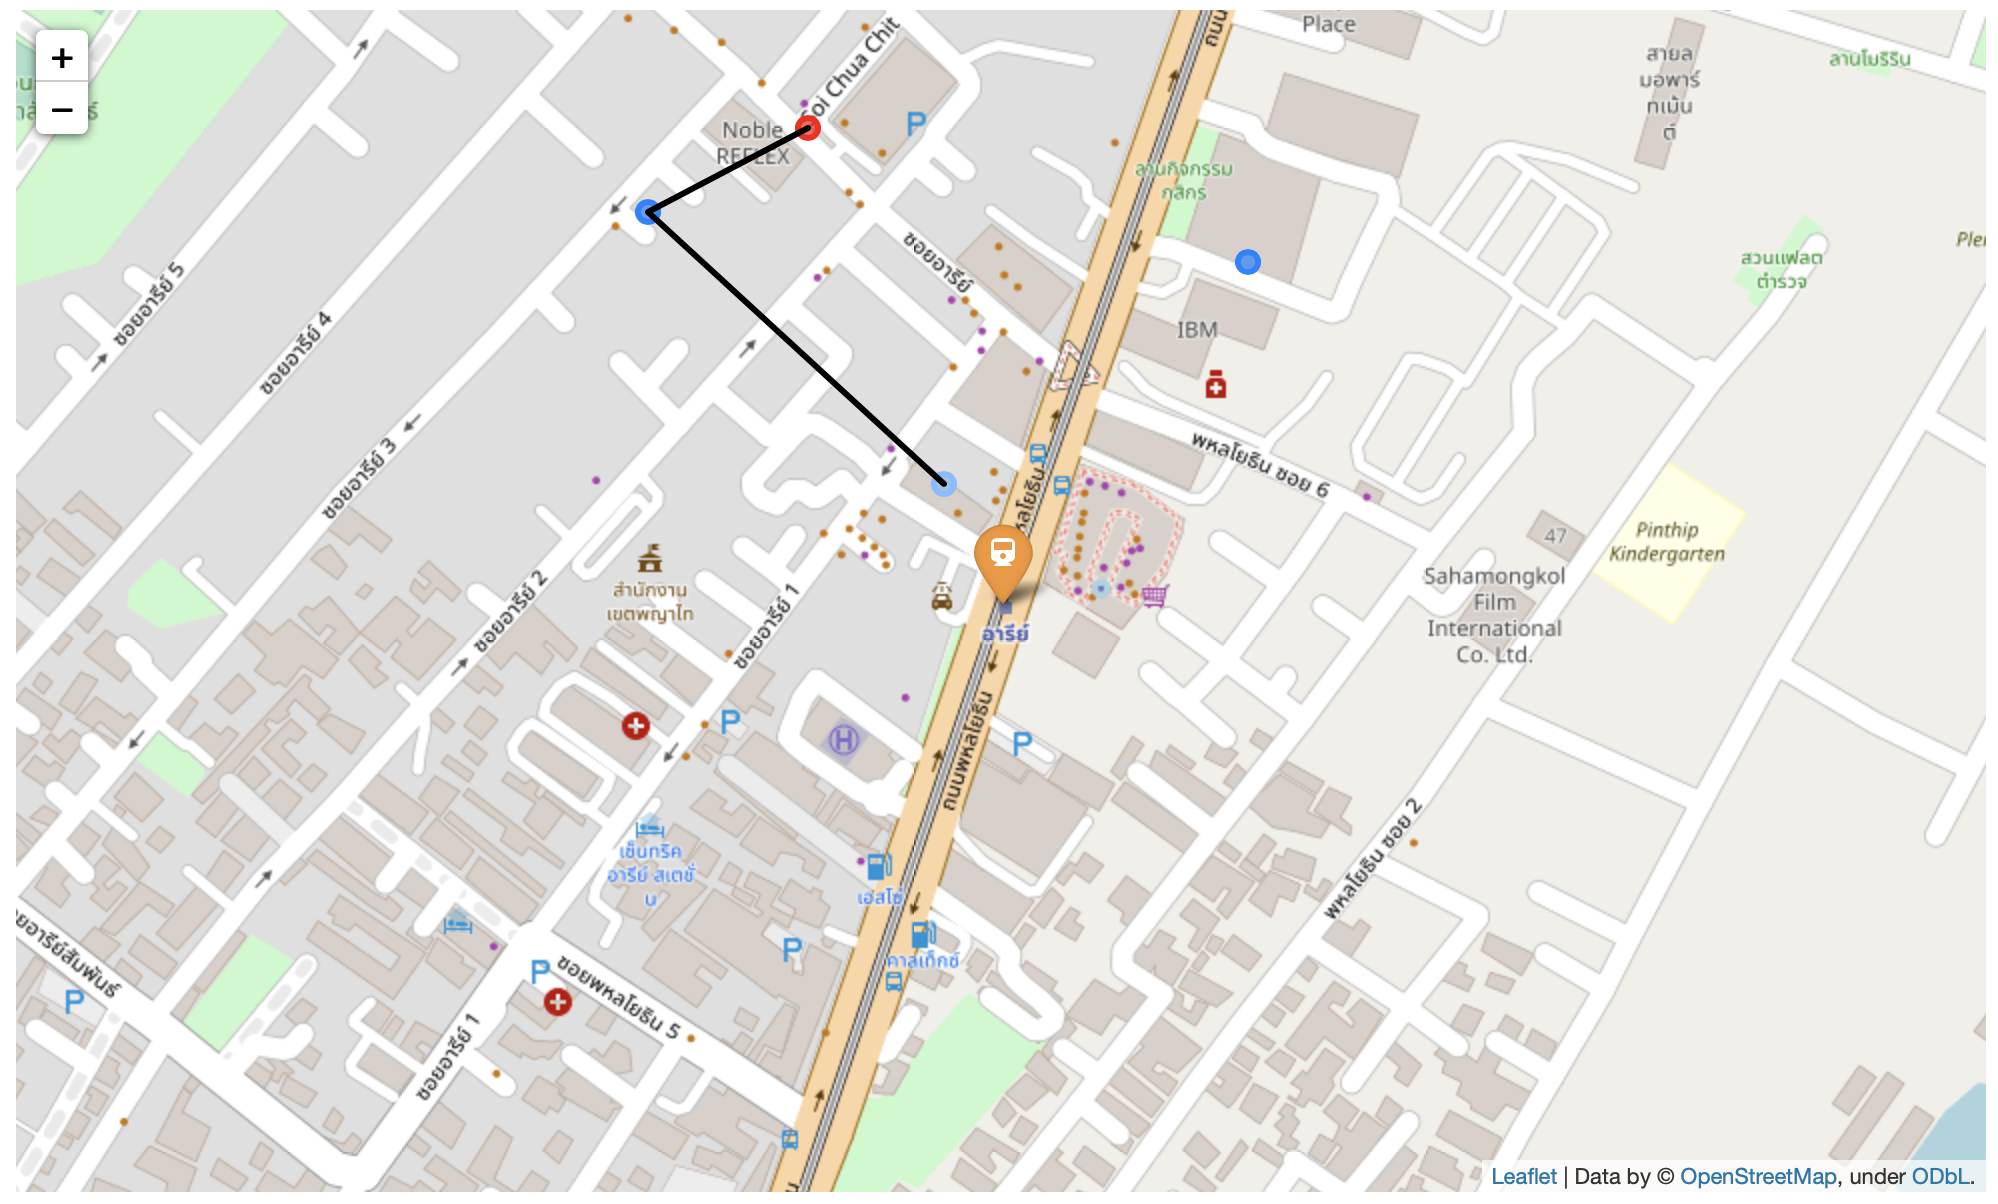 +
−
Soi Chua Chit
Place
สายล
มอพาร์
ทเม้น
ต์
ลานโมริริน
Noble
REFLEX
P
ลานกิจกรรม
กสิกร
ซอยอารีย์
สวนแฟลต
ตำรวจ
ซอยอารีย์ 5
ซอยอารีย์ 4
IBM
ซอยอารีย์ 3
พหลโยธิน ซอย 6
47
Pinthip
Kindergarten
Sahamongkol
Film
International
Co. Ltd.
สำนักงาน
เขตพญาไท
ซอยอารีย์ 2
ซอยอารีย์ 1
อารีย์
P
H
P
ถนนพหลโยธิน
เซ็นทริค
อารีย์ สเตชั่
น
เอสโซ่
พหลโยธิน ซอย 2
P
คาลเท็กซ์
P
ซอยพหลโยธิน 5
P
ซอยอารีย์ 1
Leaflet | Data by © OpenStreetMap, under ODbL.